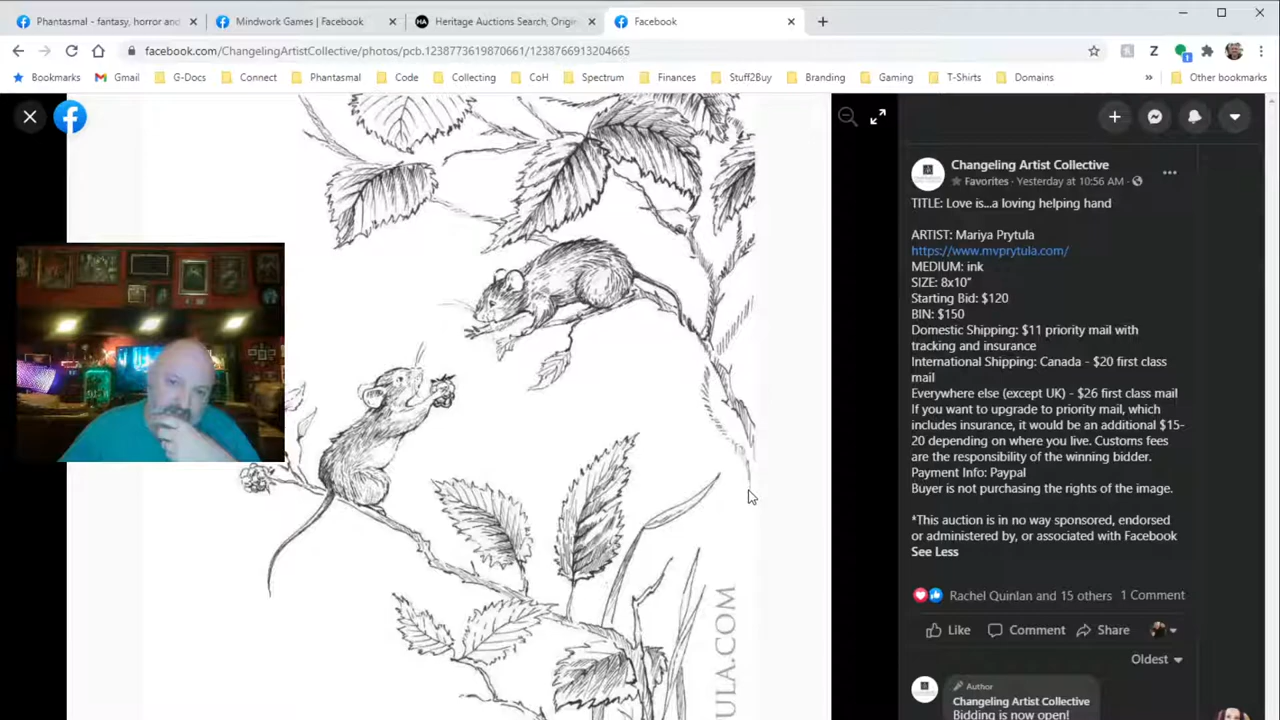 Phantasmal - fantasy, horror and
Mindwork Games | Facebook
HA Heritage Auctions Search, Origin
Facebook
facebook.com/ChangelingArtistCollective/photos/pcb.1238773619870661/1238766913204665
Bookmarks Gmail G-Docs Connect Phantasmal Code Collecting CoH Spectrum Finances Stuff2Buy Branding Gaming T-Shirts Domains » Other bookmarks
Changeling Artist Collective
Favorites · Yesterday at 10:56 AM ·
TITLE: Love is...a loving helping hand
ARTIST: Mariya Prytula
https://www.mvprytula.com/
MEDIUM: ink
SIZE: 8x10"
Starting Bid: $120
BIN: $150
Domestic Shipping: $11 priority mail with
tracking and insurance
International Shipping: Canada - $20 first class
mail
Everywhere else (except UK) - $26 first class mail
If you want to upgrade to priority mail, which
includes insurance, it would be an additional $15-
20 depending on where you live. Customs fees
are the responsibility of the winning bidder.
Payment Info: Paypal
Buyer is not purchasing the rights of the image.
*This auction is in no way sponsored, endorsed
or administered by, or associated with Facebook
See Less
Rachel Quinlan and 15 others 1 Comment
Like Comment Share
Oldest
Author
Changeling Artist Collective
Bidding is now open!
ULA.COM